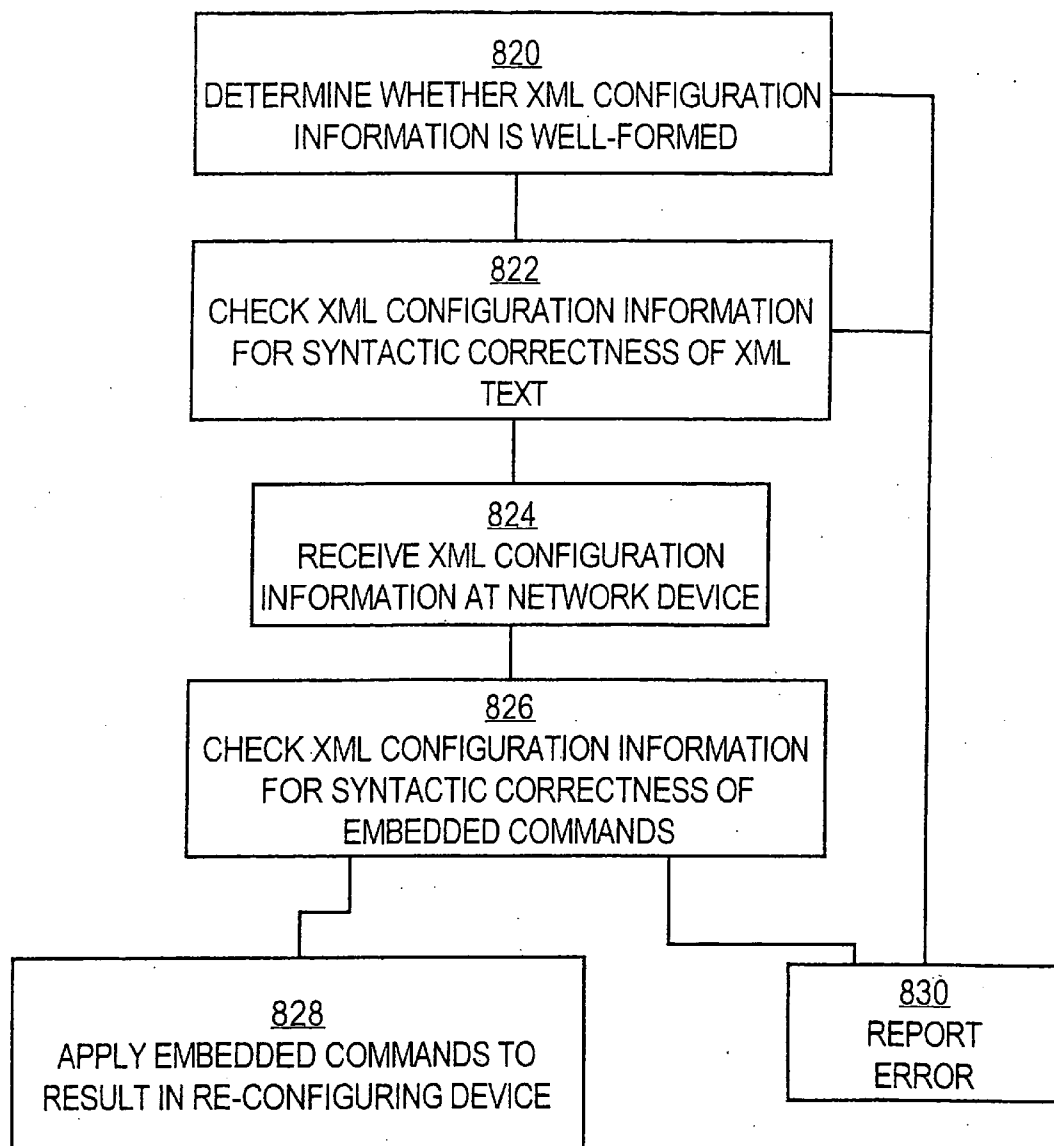 820
DETERMINE WHETHER XML CONFIGURATION
INFORMATION IS WELL-FORMED
822
CHECK XML CONFIGURATION INFORMATION
FOR SYNTACTIC CORRECTNESS OF XML
TEXT
824
RECEIVE XML CONFIGURATION
INFORMATION AT NETWORK DEVICE
826
CHECK XML CONFIGURATION INFORMATION
FOR SYNTACTIC CORRECTNESS OF
EMBEDDED COMMANDS
828
APPLY EMBEDDED COMMANDS TO
RESULT IN RE-CONFIGURING DEVICE
830
REPORT
ERROR